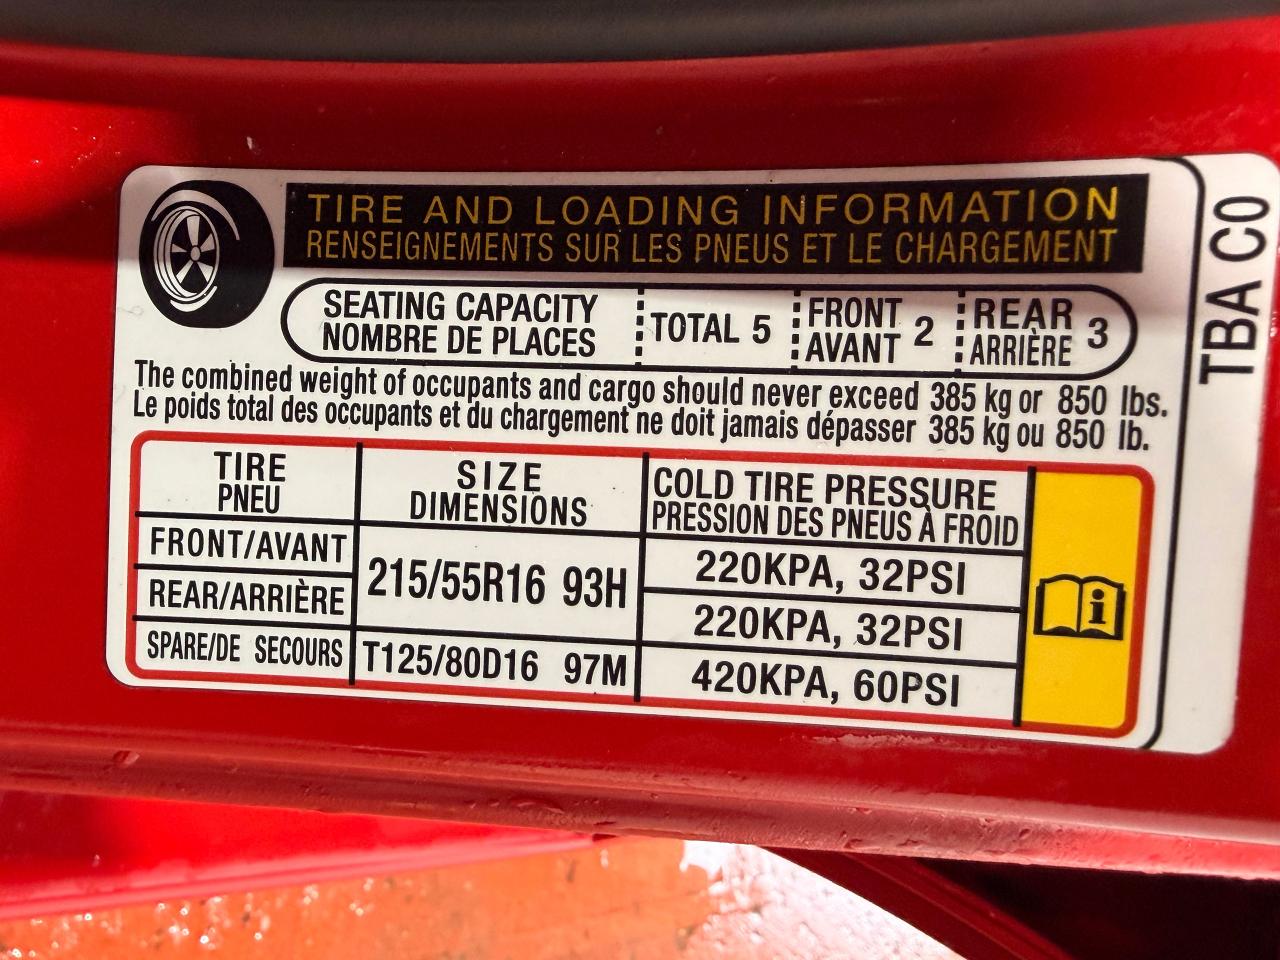 TIRE AND LOADING INFORMATION
RENSEIGNEMENTS SUR LES PNEUS ET LE CHARGEMENT
SEATING CAPACITY
NOMBRE DE PLACES
TOTAL 5
FRONT
AVANT
2
REAR
ARRIÈRE
3
The combined weight of occupants and cargo should never exceed 385 kg or 850 lbs.
Le poids total des occupants et du chargement ne doit jamais dépasser 385 kg ou 850 lb.
TIRE
PNEU
SIZE
DIMENSIONS
COLD TIRE PRESSURE
PRESSION DES PNEUS À FROID
FRONT/AVANT
REAR/ARRIÈRE
215/55R16 93H
220KPA, 32PSI
220KPA, 32PSI
SPARE/DE SECOURS
T125/80D16 97M
420KPA, 60PSI
TBA C0